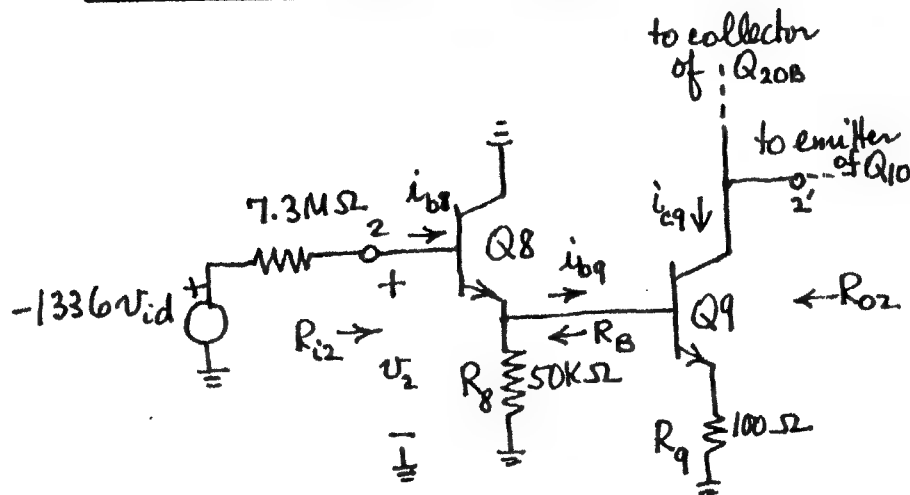 to collector
of Q20B
to emitter
of Q10
2'
7.3MΩ
ib8
2
Q8
ic9
ib9
-1336vid
+
+
Ri2
v2
−
R8
50KΩ
RB
Q9
Ro2
R9
100Ω